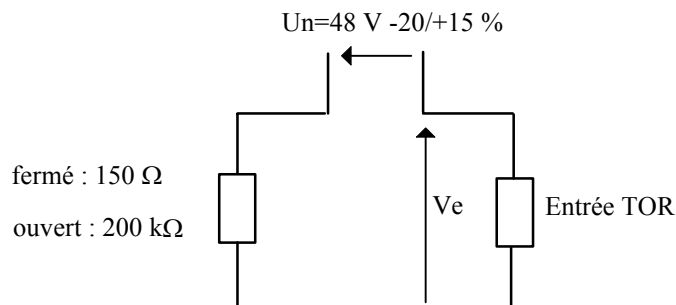 Un=48 V -20/+15 %
fermé : 150 Ω
ouvert : 200 kΩ
Ve
Entrée TOR